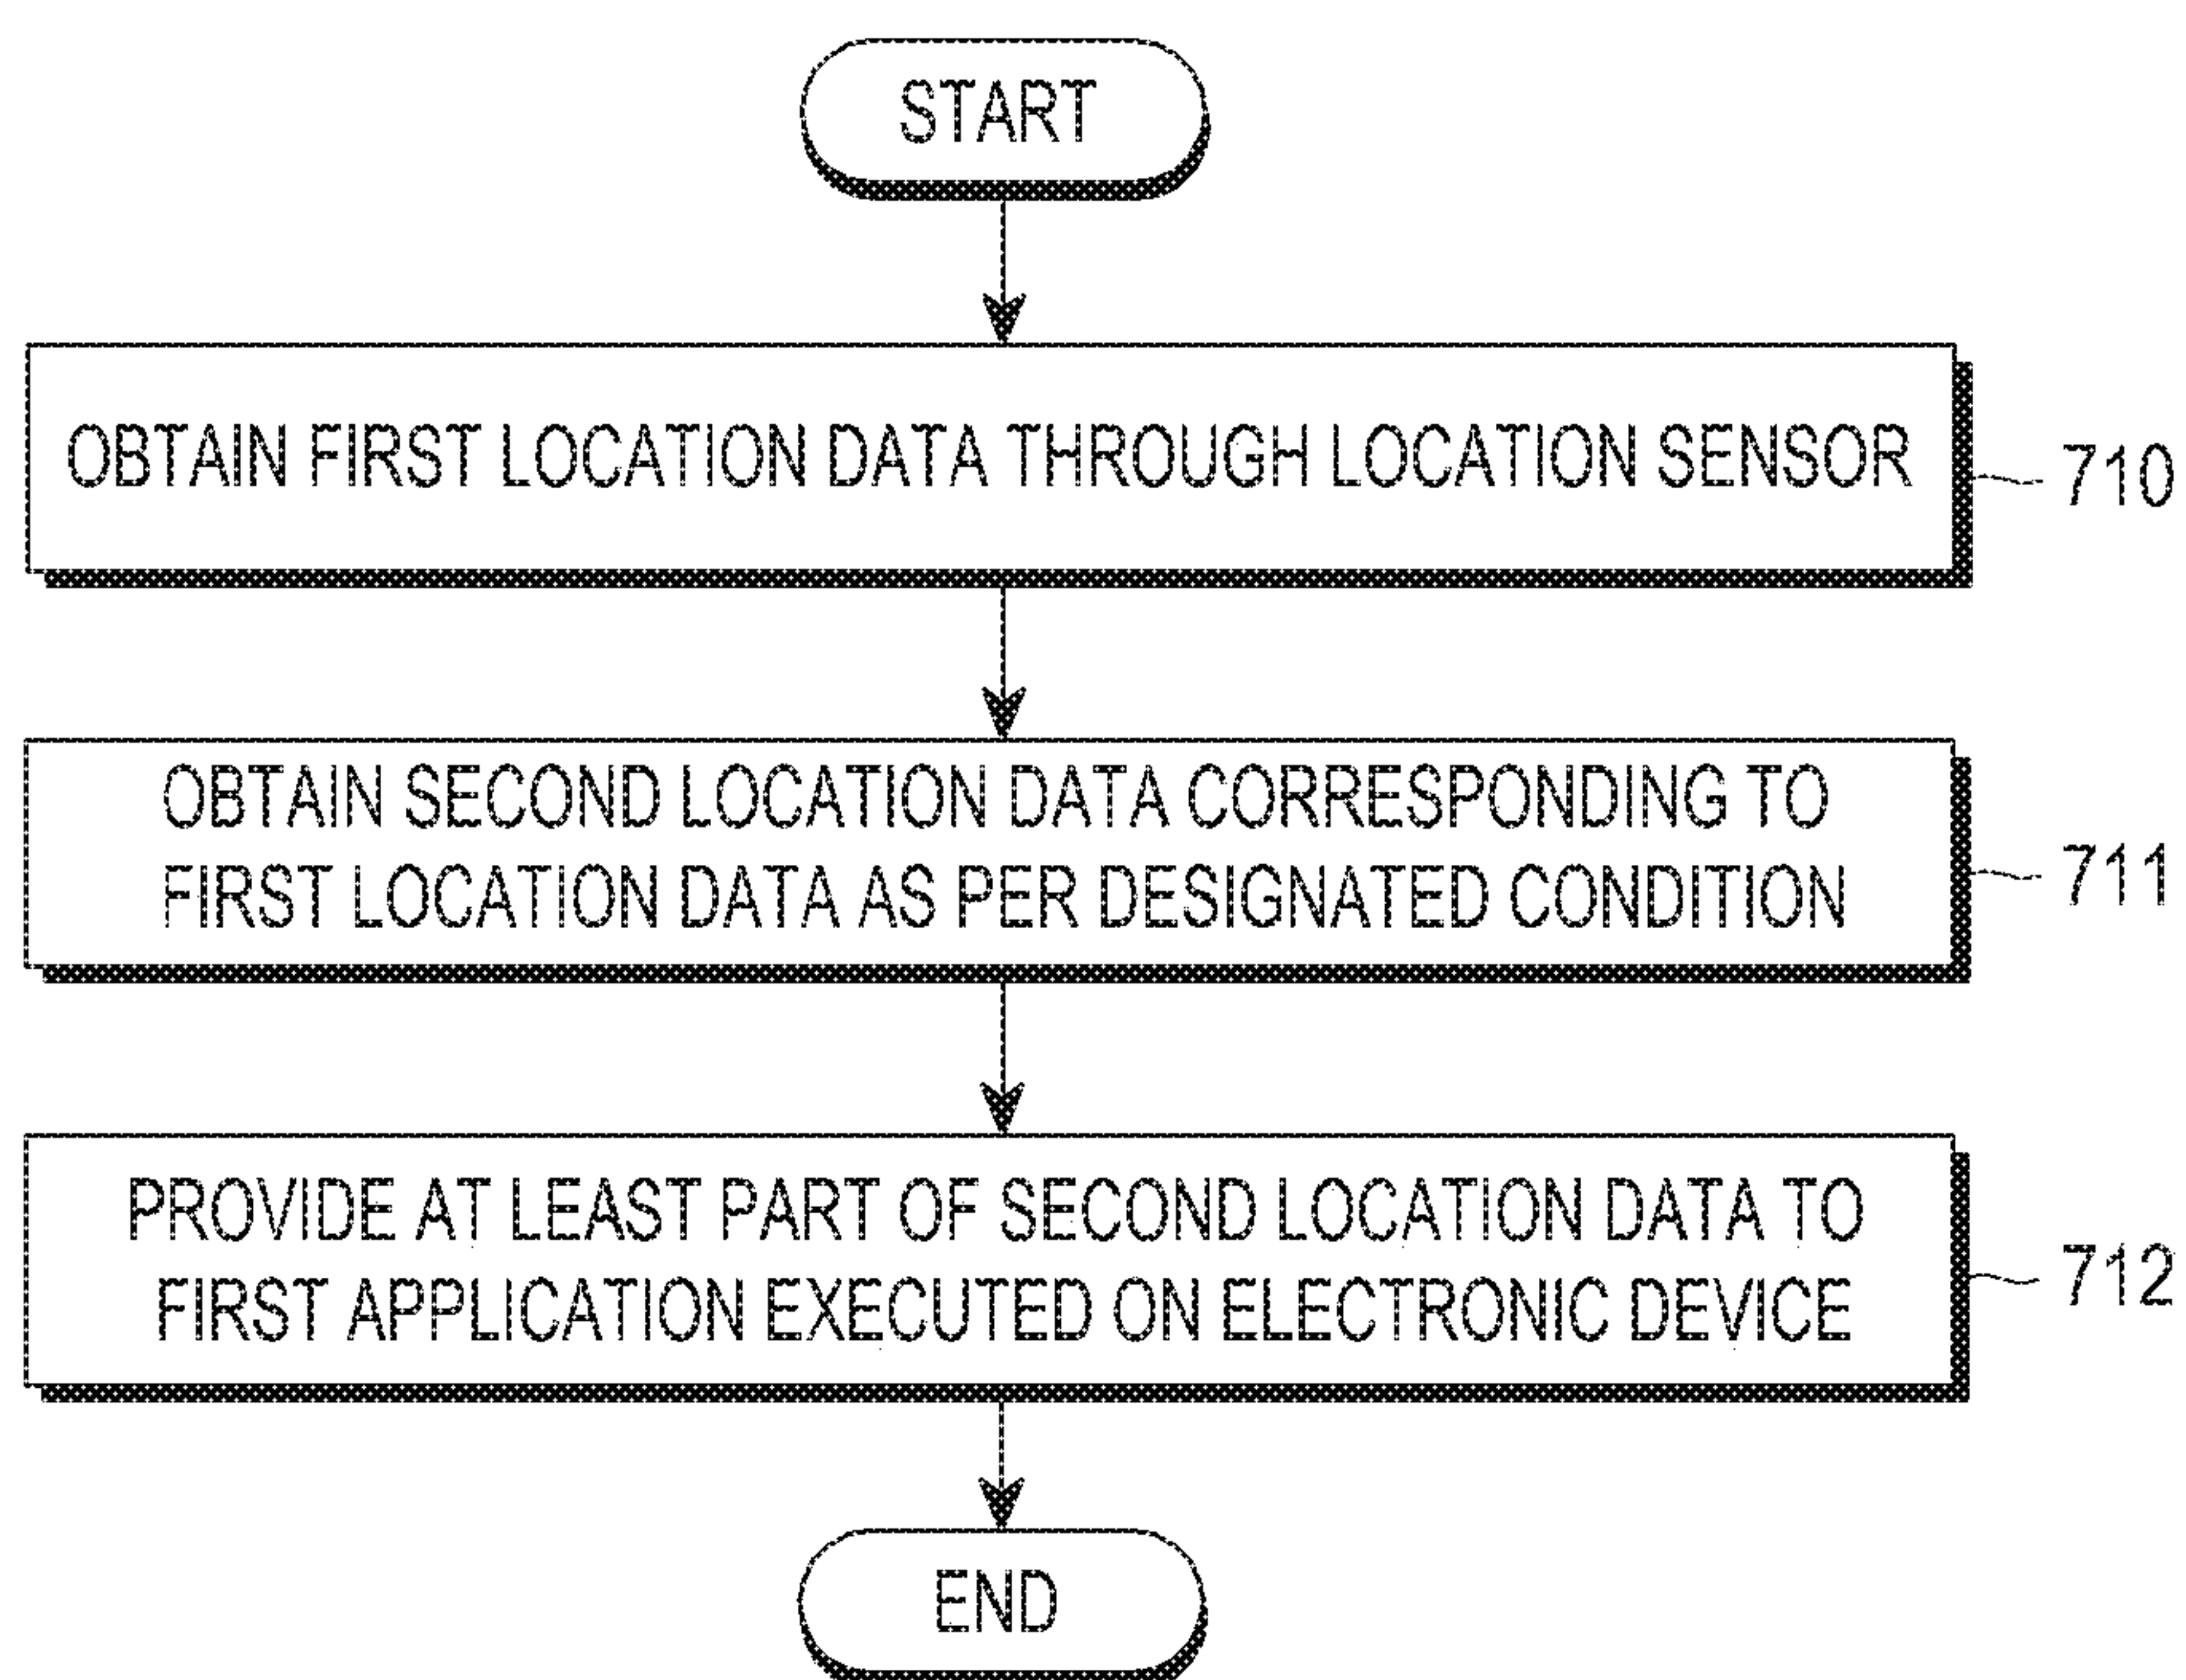 START
OBTAIN FIRST LOCATION DATA THROUGH LOCATION SENSOR
710
OBTAIN SECOND LOCATION DATA CORRESPONDING TO
FIRST LOCATION DATA AS PER DESIGNATED CONDITION
711
PROVIDE AT LEAST PART OF SECOND LOCATION DATA TO
FIRST APPLICATION EXECUTED ON ELECTRONIC DEVICE
712
END